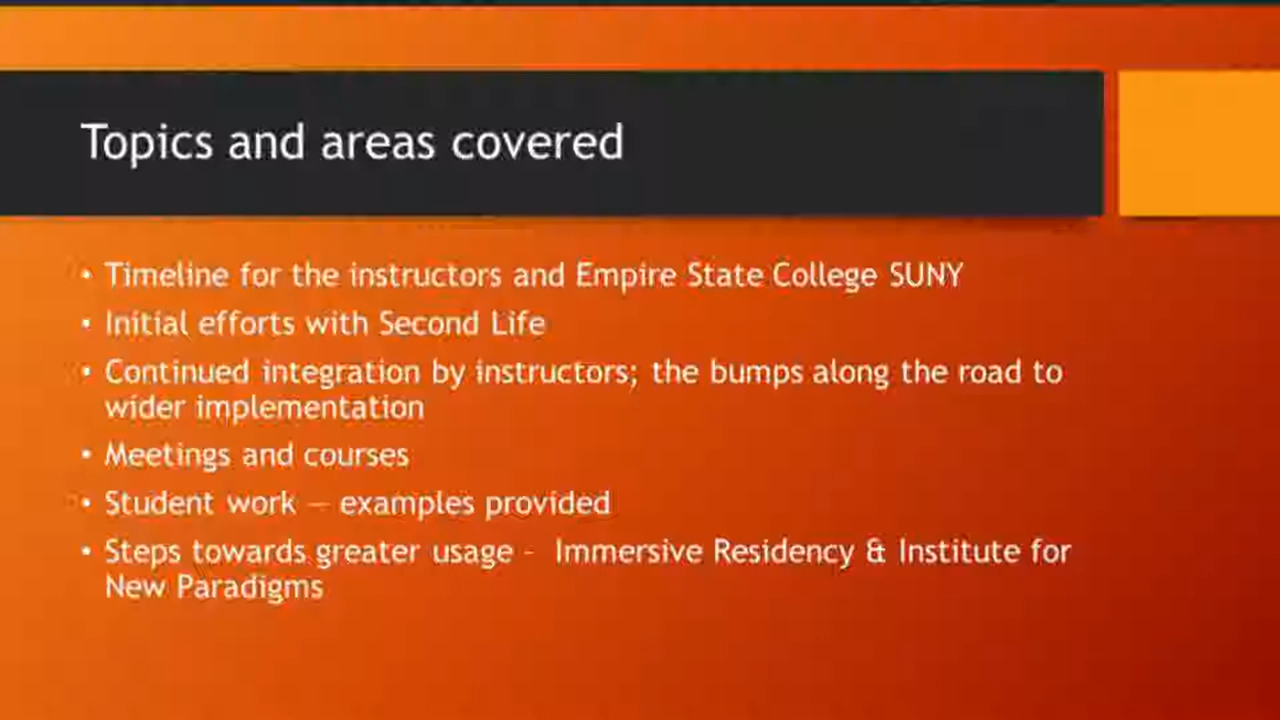 Topics and areas covered
• Timeline for the instructors and Empire State College SUNY
• Initial efforts with Second Life
• Continued integration by instructors; the bumps along the road to
wider implementation
• Meetings and courses
• Student work – examples provided
• Steps towards greater usage -  Immersive Residency & Institute for
New Paradigms